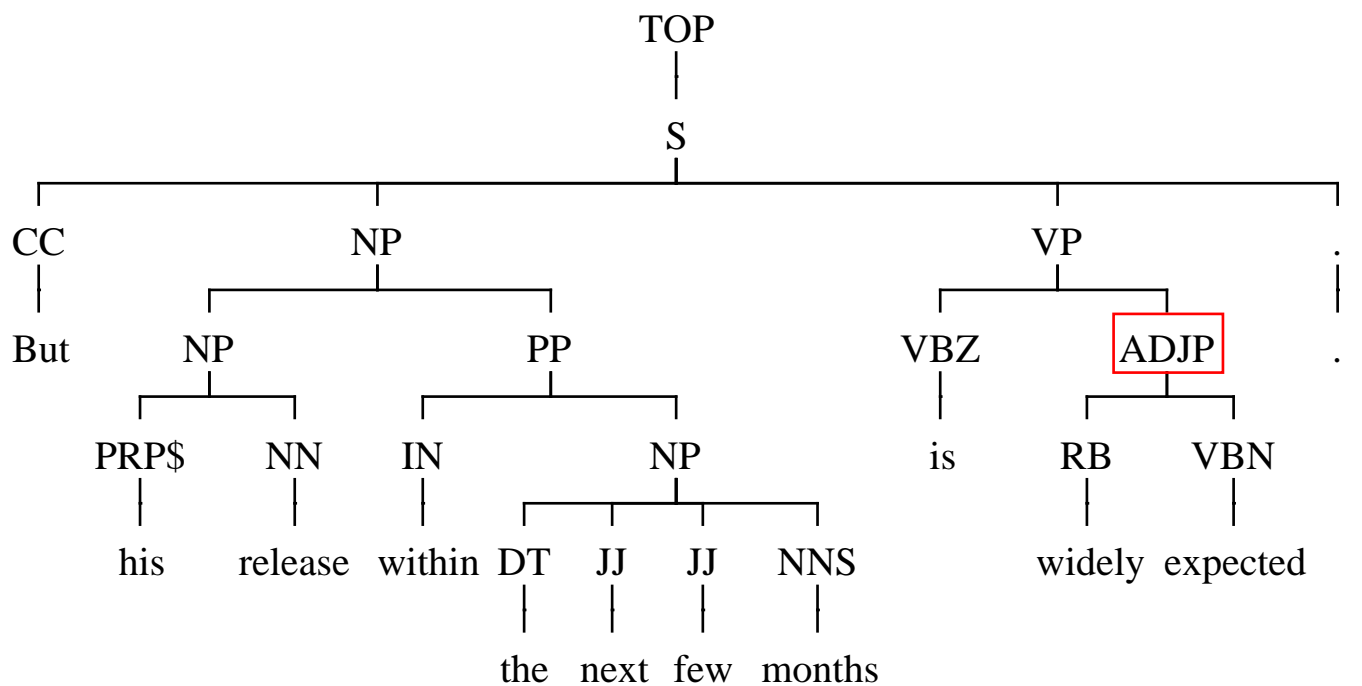 TOP
S
CC NP VP .
But NP PP VBZ ADJP .
PRP$ NN IN NP is RB VBN
his release within DT JJ JJ NNS widely expected
the next few months